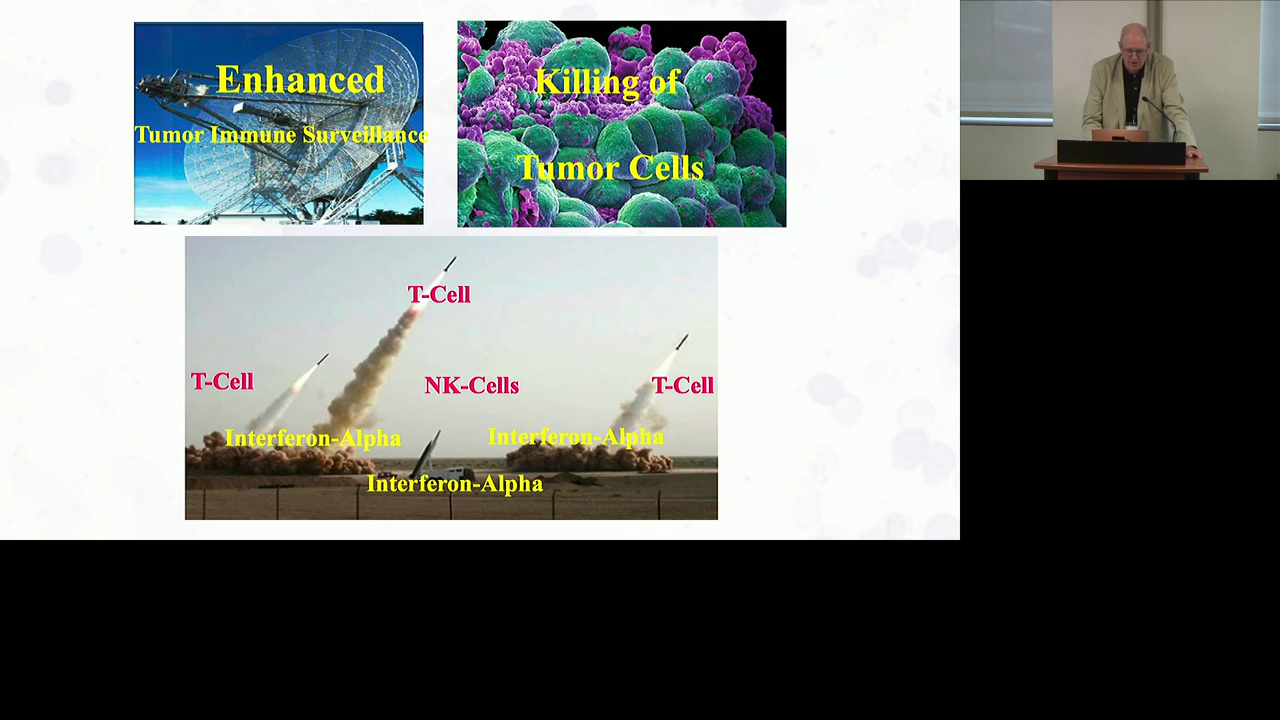 Enhanced
Tumor Immune Surveillance
Killing of
Tumor Cells
T-Cell
T-Cell
NK-Cells
T-Cell
Interferon-Alpha
Interferon-Alpha
Interferon-Alpha